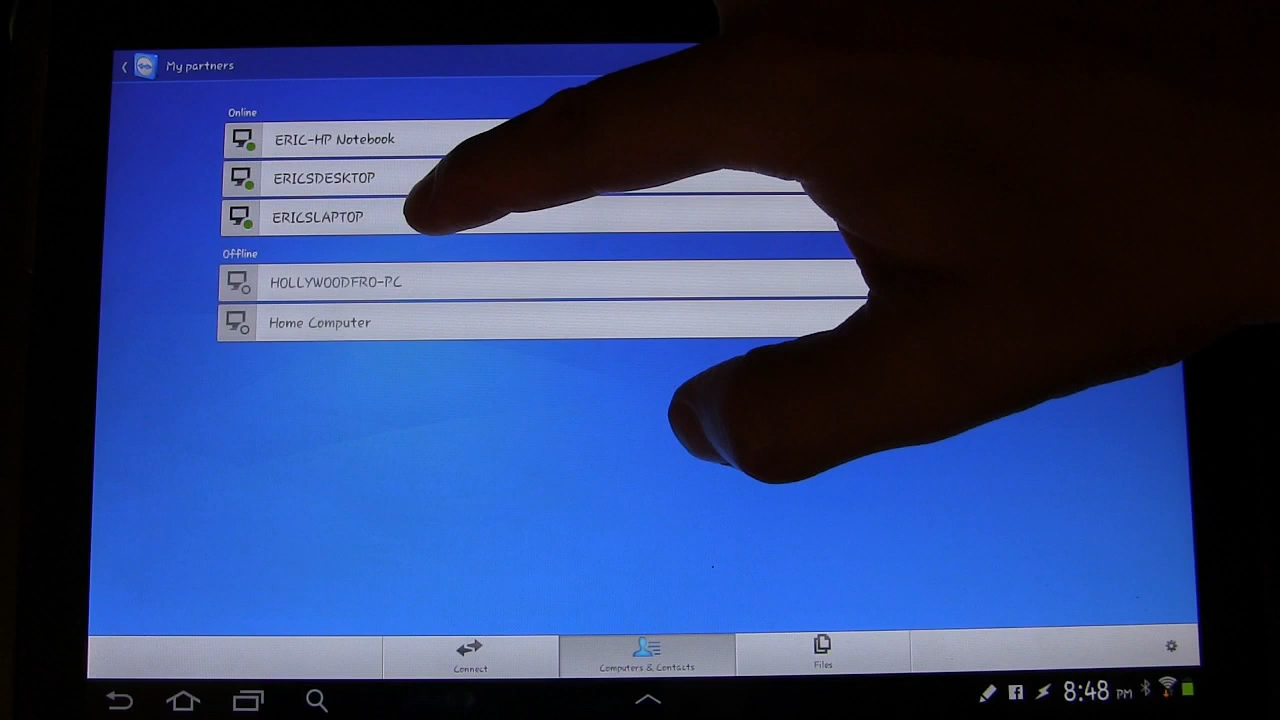 My partners
Online
ERIC-HP Notebook
ERICSDESKTOP
ERICSLAPTOP
Offline
HOLLYWOODFRO-PC
Home Computer
Connect
Computers & Contacts
Files
8:48 PM